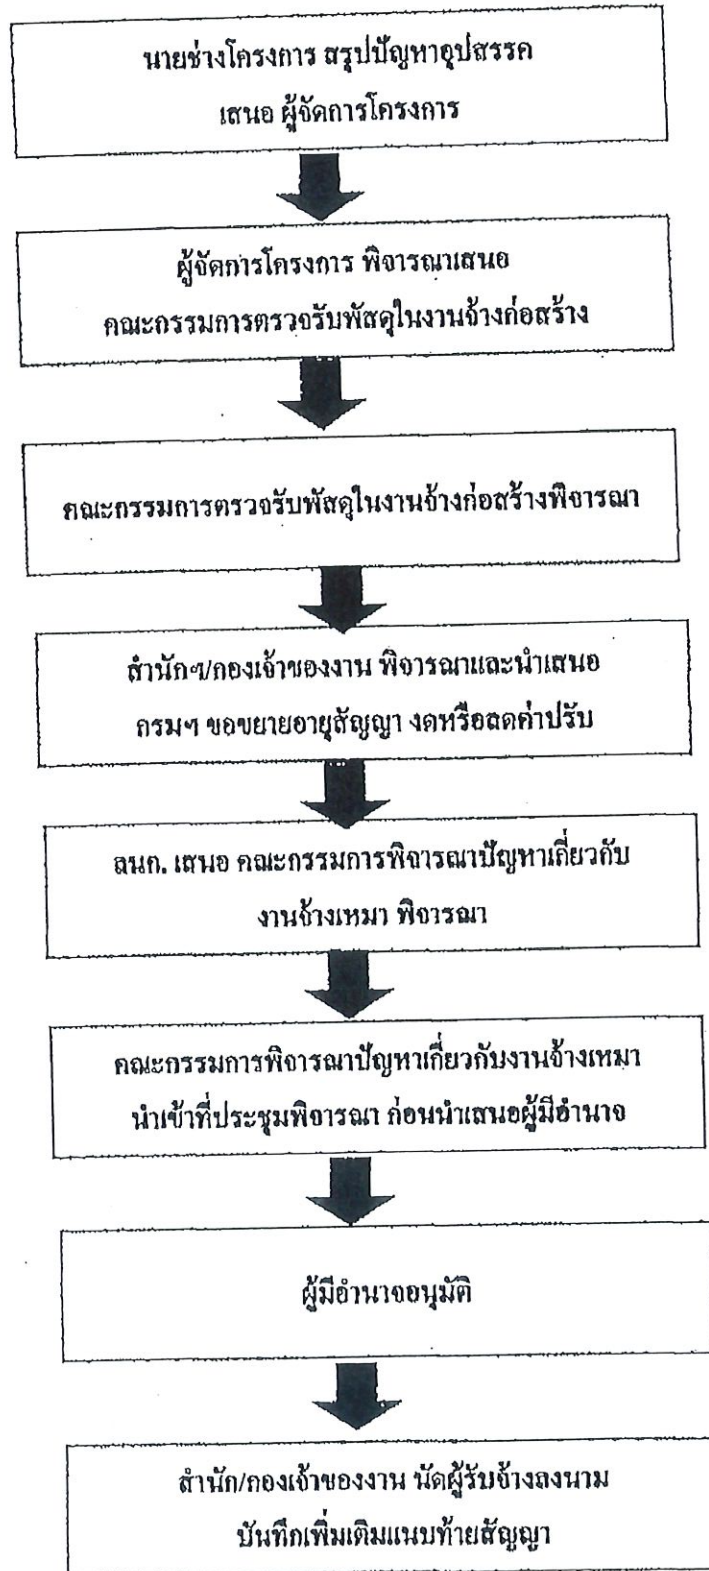 นายช่างโครงการ สรุปปัญหาอุปสรรค
เสนอ ผู้จัดการโครงการ
ผู้จัดการโครงการ พิจารณาเสนอ
คณะกรรมการตรวจรับพัสดุในงานจ้างก่อสร้าง
คณะกรรมการตรวจรับพัสดุในงานจ้างก่อสร้างพิจารณา
สำนักฯ/กองเจ้าของงาน พิจารณาและนำเสนอ
กรมฯ ขอขยายอายุสัญญา งดหรือลดค่าปรับ
ลนก. เสนอ คณะกรรมการพิจารณาปัญหาเกี่ยวกับ
งานจ้างเหมา พิจารณา
คณะกรรมการพิจารณาปัญหาเกี่ยวกับงานจ้างเหมา
นำเข้าที่ประชุมพิจารณา ก่อนนำเสนอผู้มีอำนาจ
ผู้มีอำนาจอนุมัติ
สำนัก/กองเจ้าของงาน นัดผู้รับจ้างลงนาม
บันทึกเพิ่มเติมแนบท้ายสัญญา